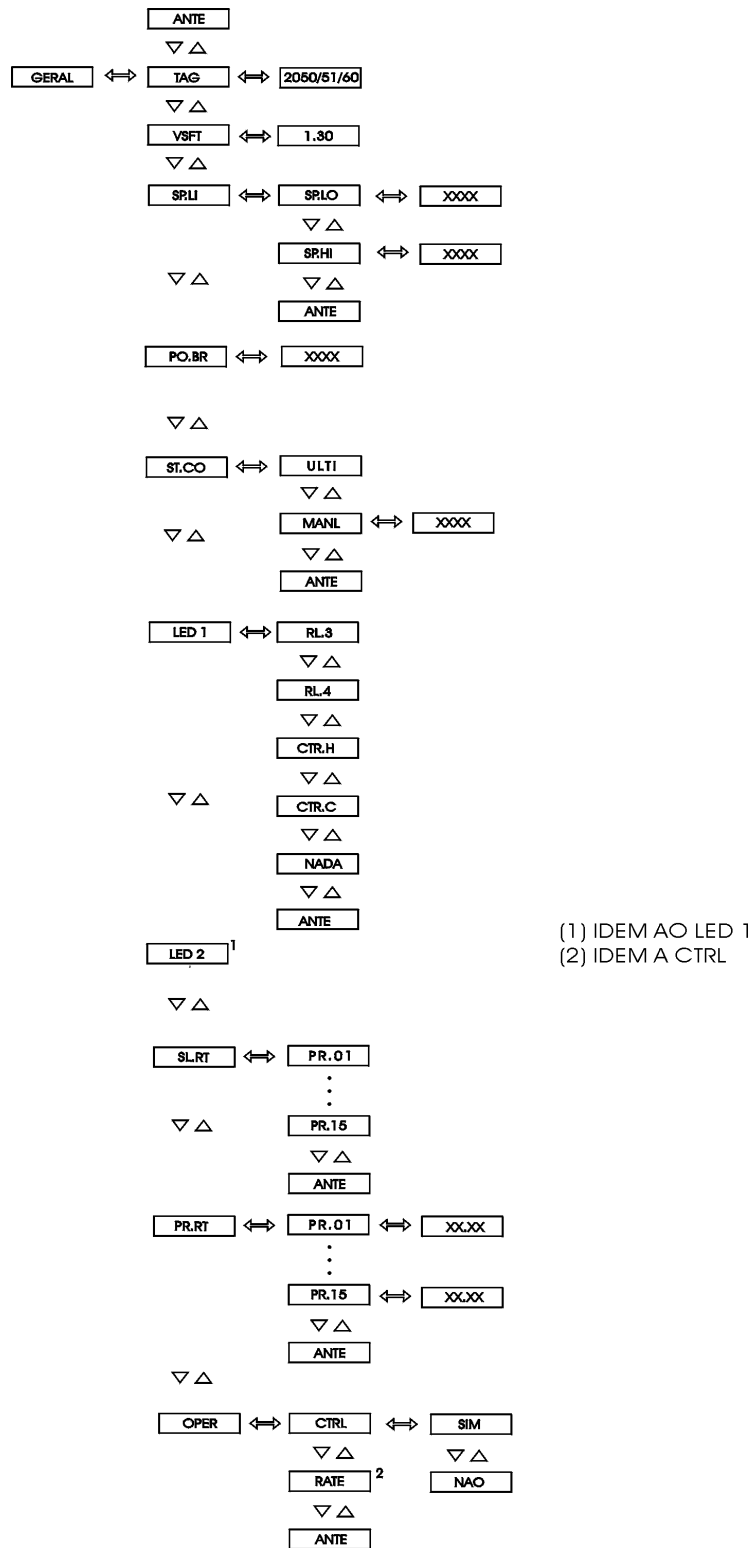 ANTE
GERAL TAG 2050/51/60
VSFT 1.30
SP.LI SP.LO XXXX
SP.HI XXXX
ANTE
PO.BR XXXX
ST.CO ULTI
MANL XXXX
ANTE
LED 1 RL.3
RL.4
CTR.H
CTR.C
NADA
ANTE
LED 2 1
(1) IDEM AO LED 1
(2) IDEM A CTRL
SL.RT PR.01
PR.15
ANTE
PR.RT PR.01 XX.XX
PR.15 XX.XX
ANTE
OPER CTRL SIM
RATE 2 NAO
ANTE